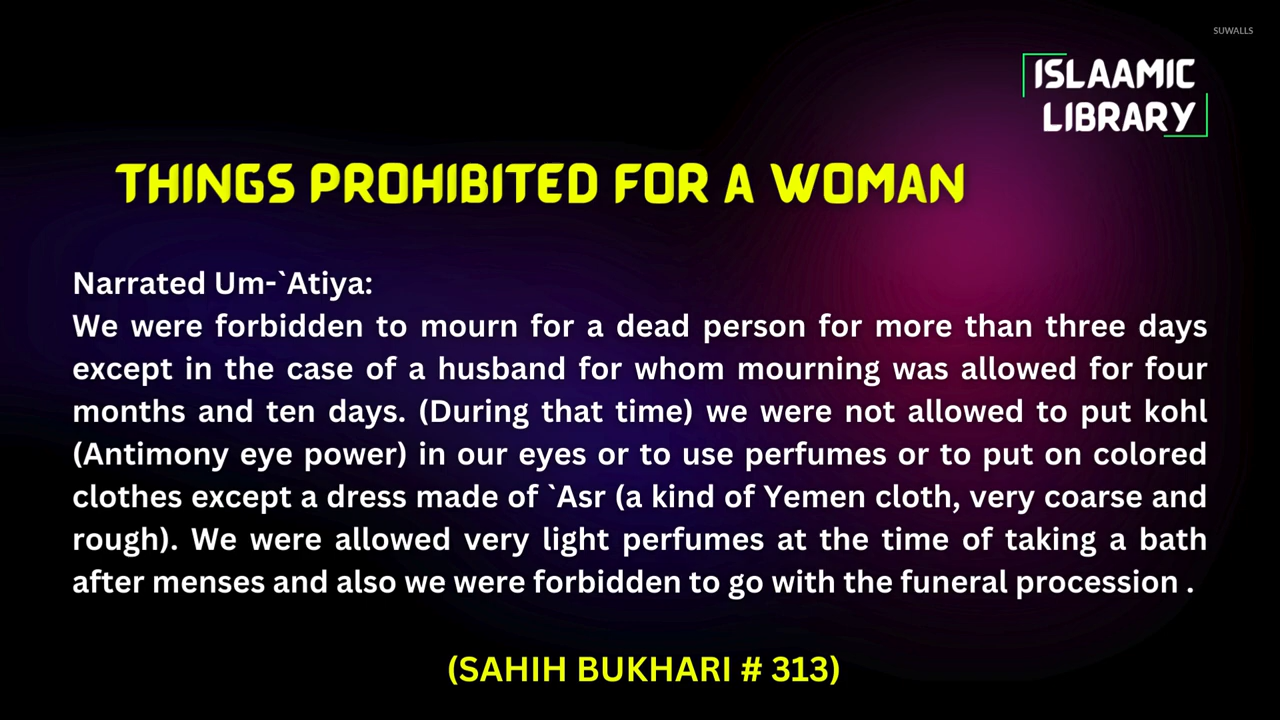 SUWALLS
ISLAAMIC
LIBRARY
THINGS PROHIBITED FOR A WOMAN
Narrated Um-`Atiya:
We were forbidden to mourn for a dead person for more than three days
except in the case of a husband for whom mourning was allowed for four
months and ten days. (During that time) we were not allowed to put kohl
(Antimony eye power) in our eyes or to use perfumes or to put on colored
clothes except a dress made of `Asr (a kind of Yemen cloth, very coarse and
rough). We were allowed very light perfumes at the time of taking a bath
after menses and also we were forbidden to go with the funeral procession .
(SAHIH BUKHARI # 313)